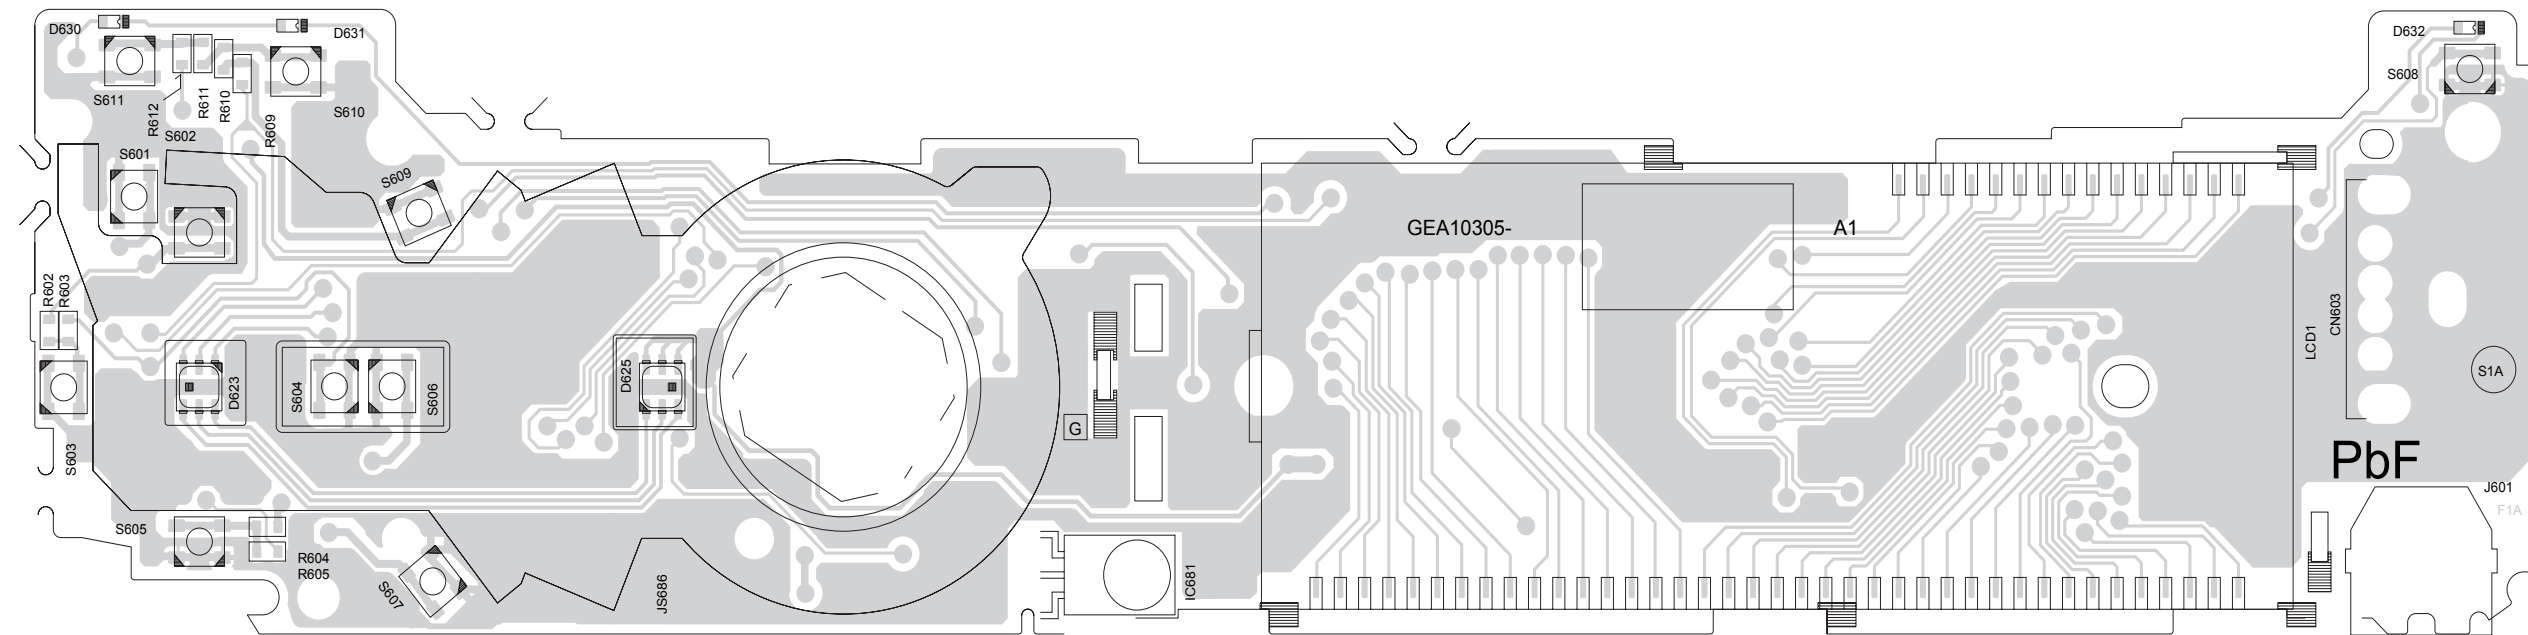 D630
D631
D632
S611
R612
R611
R610
R609
S610
S608
S602
S601
S609
GEA10305-
A1
R602
R603
LCD1
CN603
S1A
D623
S604
S606
D625
G
S603
PbF
J601
F1A
S605
R604
R605
S607
JS686
IC681